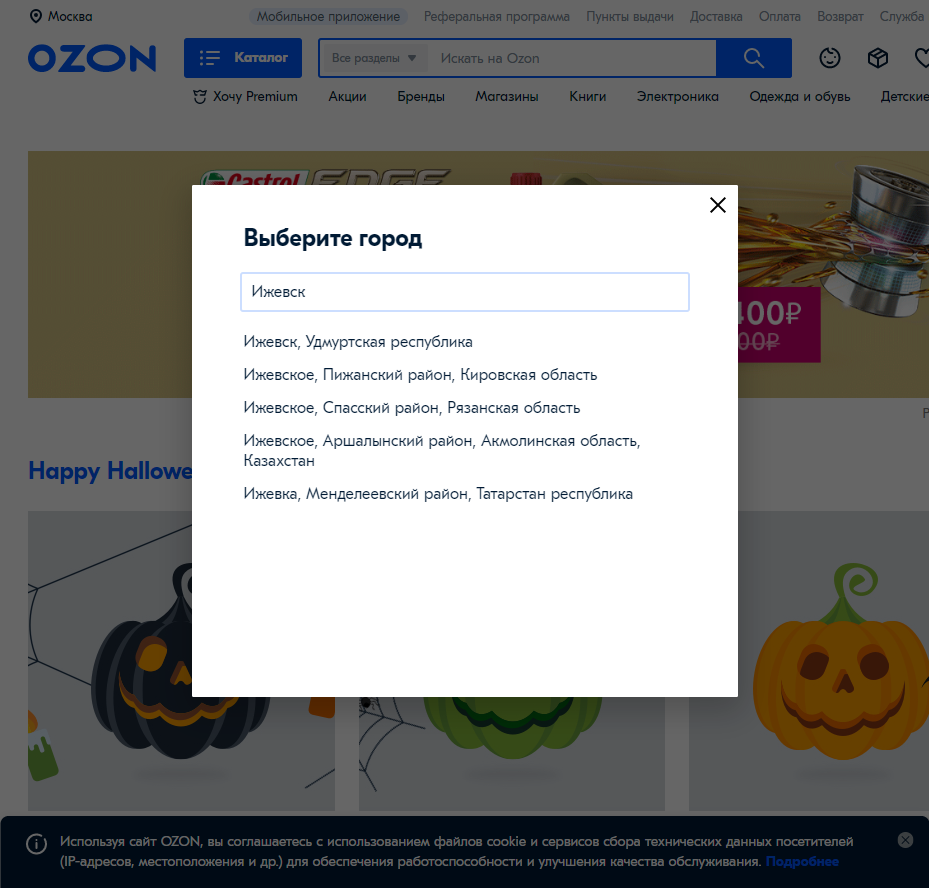 Москва
Мобильное приложение
Реферальная программа
Пункты выдачи
Доставка
Оплата
Возврат
Служба
OZON
Каталог
Все разделы
Искать на Ozon
Хочу Premium
Акции
Бренды
Магазины
Книги
Электроника
Одежда и обувь
Детские
Castrol EDGE
Выберите город
Ижевск
400₽
00₽
Ижевск, Удмуртская республика
Ижевское, Пижанский район, Кировская область
Ижевское, Спасский район, Рязанская область
Ижевское, Аршалынский район, Акмолинская область,
Казахстан
Ижевка, Менделеевский район, Татарстан республика
Happy Hallowe
Используя сайт OZON, вы соглашаетесь с использованием файлов cookie и сервисов сбора технических данных посетителей
(IP-адресов, местоположения и др.) для обеспечения работоспособности и улучшения качества обслуживания. Подробнее